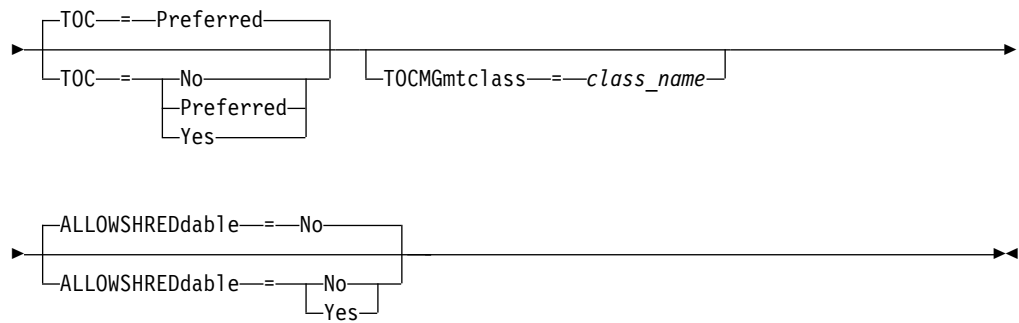 TOC = Preferred
TOC = No
TOCMGmtclass = class_name
Preferred
Yes
ALLOWSHREDdable = No
ALLOWSHREDdable = No
Yes